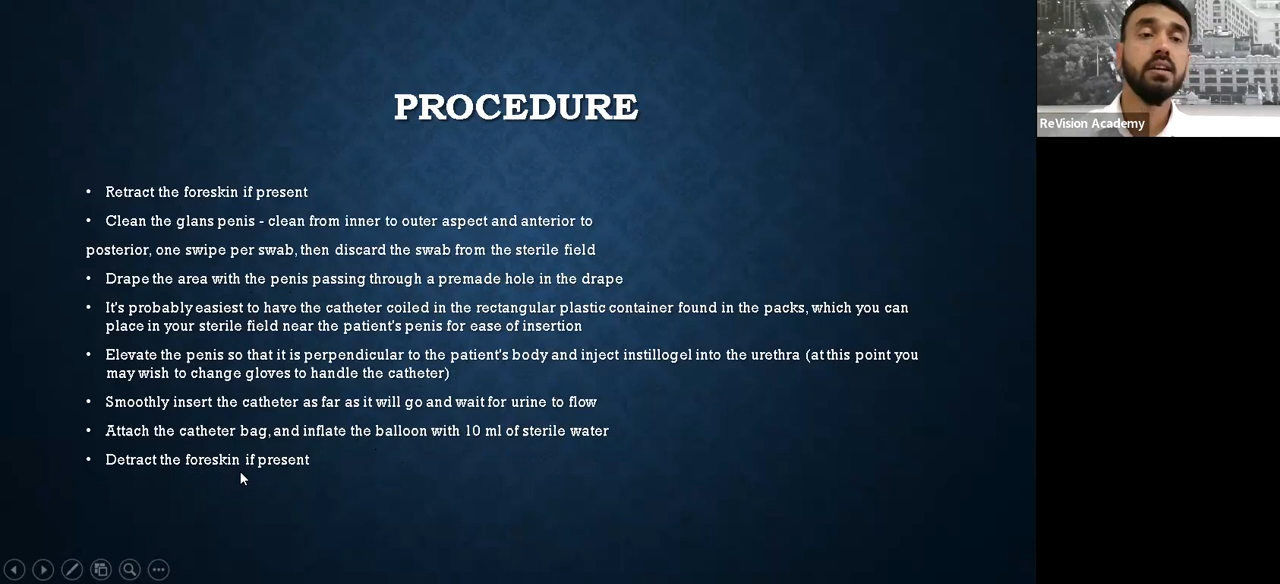 PROCEDURE
ReVision Academy
• Retract the foreskin if present
• Clean the glans penis - clean from inner to outer aspect and anterior to
posterior, one swipe per swab, then discard the swab from the sterile field
• Drape the area with the penis passing through a premade hole in the drape
• It's probably easiest to have the catheter coiled in the rectangular plastic container found in the packs, which you can
place in your sterile field near the patient's penis for ease of insertion
• Elevate the penis so that it is perpendicular to the patient's body and inject instillogel into the urethra (at this point you
may wish to change gloves to handle the catheter)
• Smoothly insert the catheter as far as it will go and wait for urine to flow
• Attach the catheter bag, and inflate the balloon with 10 ml of sterile water
• Detract the foreskin if present